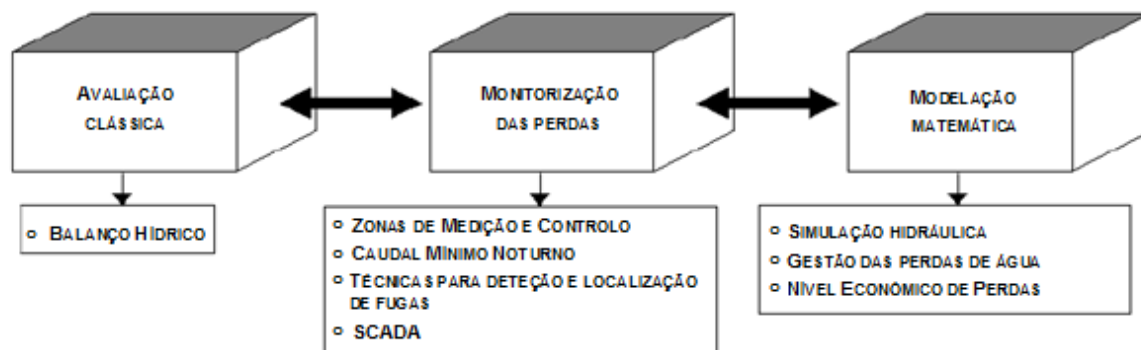 AVALIAÇÃO
CLÁSSICA
MONITORIZAÇÃO
DAS PERDAS
MODELAÇÃO
MATEMÁTICA
BALANÇO HÍDRICO
ZONAS DE MEDIÇÃO E CONTROLO
CAUDAL MÍNIMO NOTURNO
TÉCNICAS PARA DETEÇÃO E LOCALIZAÇÃO
DE FUGAS
SCADA
SIMULAÇÃO HIDRÁULICA
GESTÃO DAS PERDAS DE ÁGUA
NÍVEL ECONÓMICO DE PERDAS